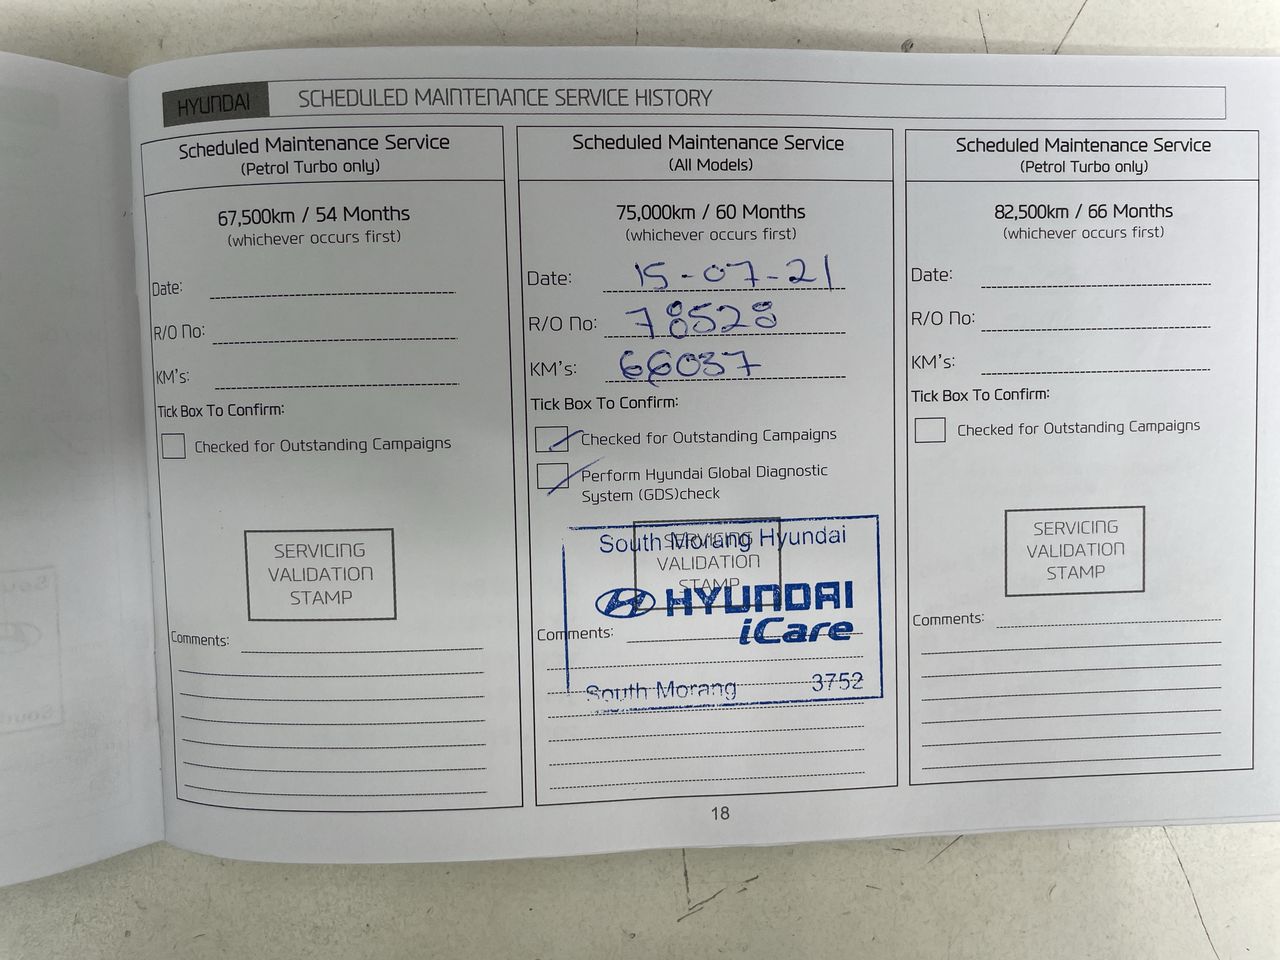 HYUNDAI
SCHEDULED MAINTENANCE SERVICE HISTORY
Scheduled Maintenance Service
(Petrol Turbo only)
67,500km / 54 Months
(whichever occurs first)
Date:
R/O No:
KM's:
Tick Box To Confirm:
Checked for Outstanding Campaigns
SERVICING
VALIDATION
STAMP
Comments:
Scheduled Maintenance Service
(All Models)
75,000km / 60 Months
(whichever occurs first)
Date: 15-07-21
R/O No: 78528
KM's: 66037
Tick Box To Confirm:
Checked for Outstanding Campaigns
Perform Hyundai Global Diagnostic
System (GDS)check
SERVICING
VALIDATION
STAMP
South Morang Hyundai
HYUNDAI
iCare
South Morang 3752
Comments:
Scheduled Maintenance Service
(Petrol Turbo only)
82,500km / 66 Months
(whichever occurs first)
Date:
R/O No:
KM's:
Tick Box To Confirm:
Checked for Outstanding Campaigns
SERVICING
VALIDATION
STAMP
Comments:
18